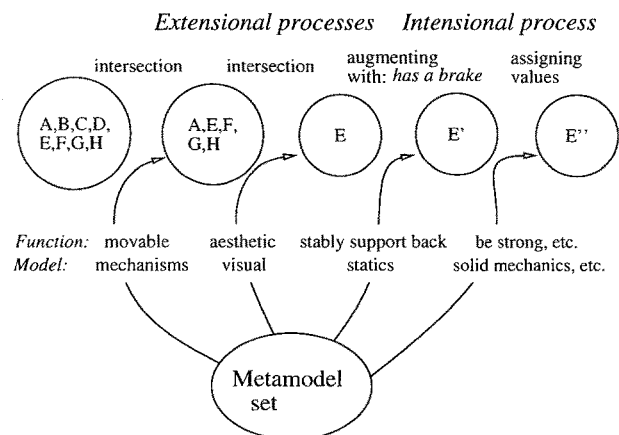 Extensional processes Intensional process
intersection intersection augmenting with: has a brake assigning values
A,B,C,D,
E,F,G,H
A,E,F,
G,H
E
E'
E''
Function: movable aesthetic stably support back be strong, etc.
Model: mechanisms visual statics solid mechanics, etc.
Metamodel
set